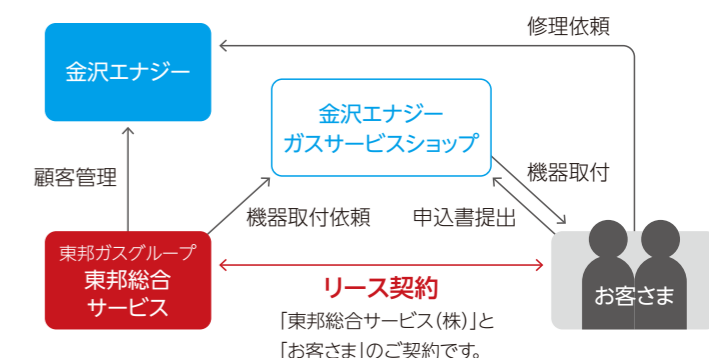 修理依頼
金沢エナジー
金沢エナジー
ガスサービスショップ
顧客管理
機器取付
機器取付依頼
申込書提出
東邦ガスグループ
東邦総合
サービス
リース契約
お客さま
「東邦総合サービス(株)」と
「お客さま」のご契約です。